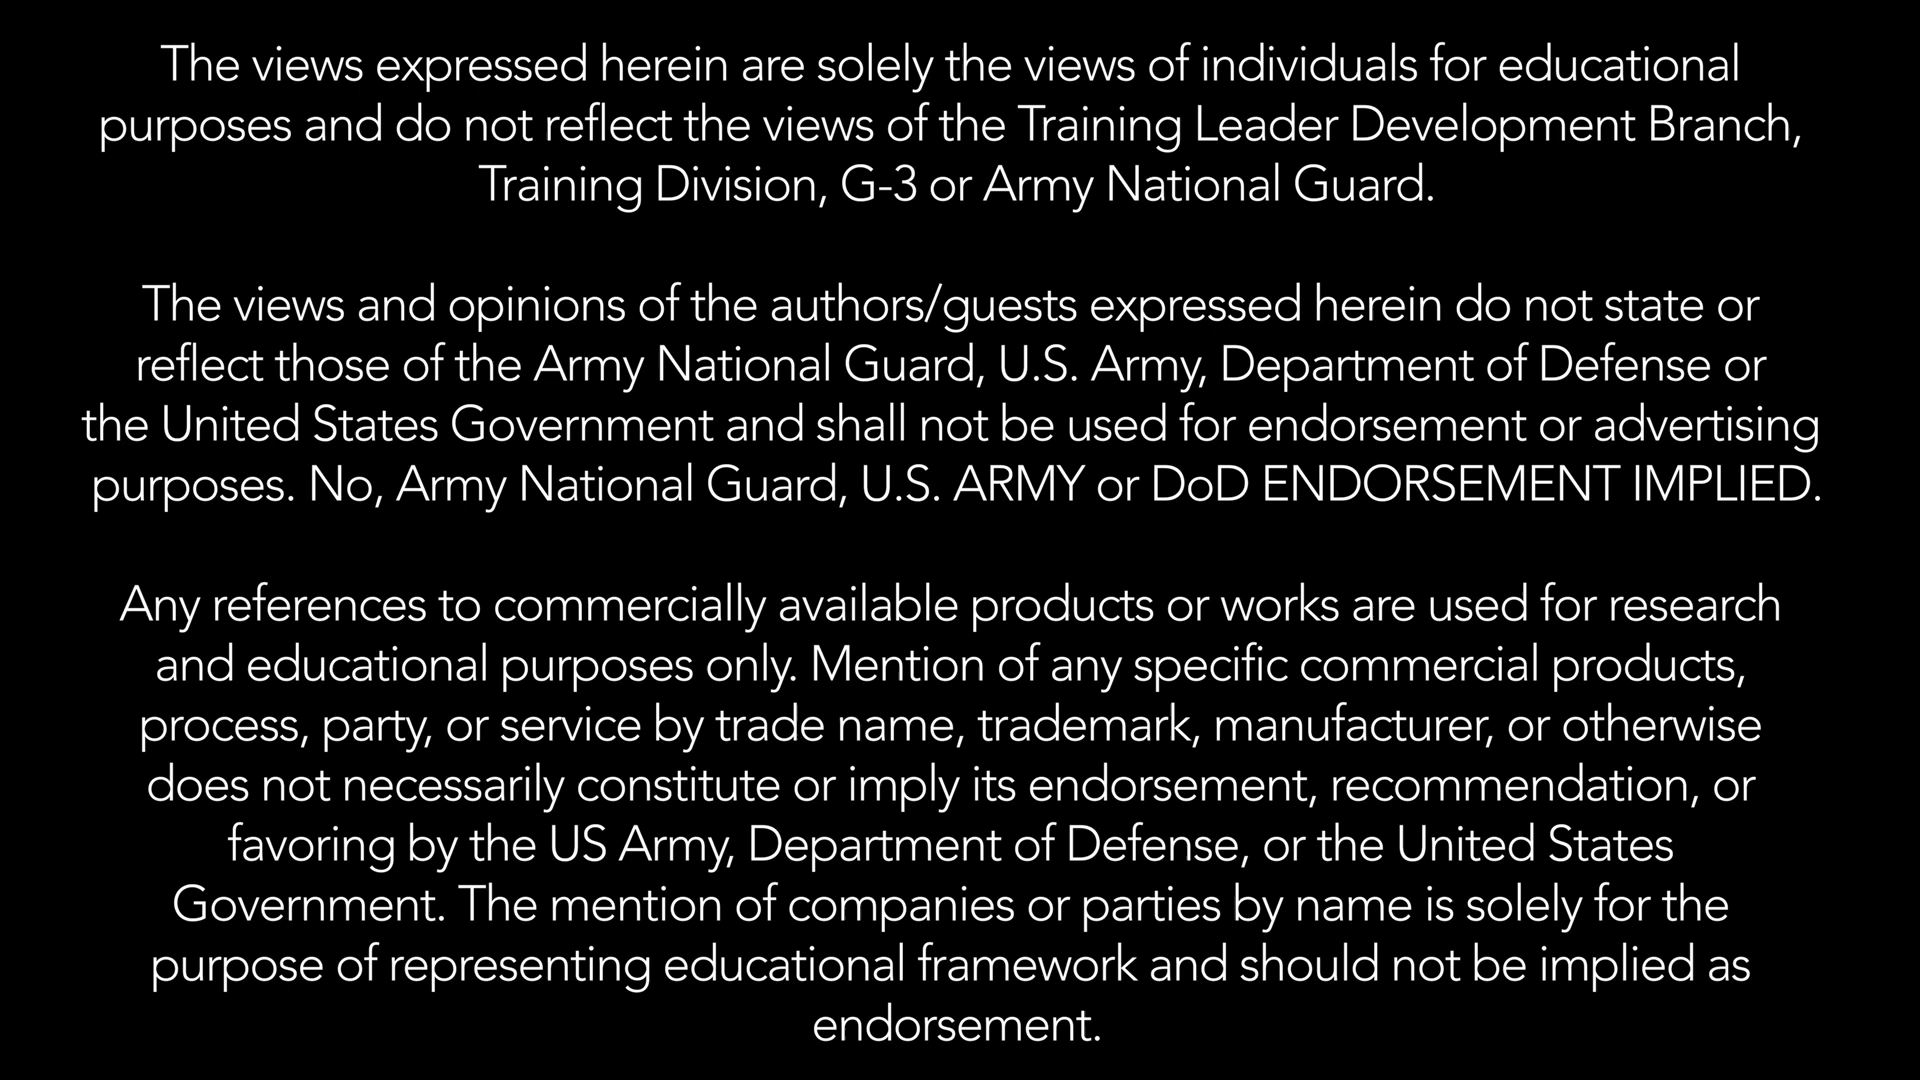 The views expressed herein are solely the views of individuals for educational
purposes and do not reflect the views of the Training Leader Development Branch,
Training Division, G-3 or Army National Guard.
The views and opinions of the authors/guests expressed herein do not state or
reflect those of the Army National Guard, U.S. Army, Department of Defense or
the United States Government and shall not be used for endorsement or advertising
purposes. No, Army National Guard, U.S. ARMY or DoD ENDORSEMENT IMPLIED.
Any references to commercially available products or works are used for research
and educational purposes only. Mention of any specific commercial products,
process, party, or service by trade name, trademark, manufacturer, or otherwise
does not necessarily constitute or imply its endorsement, recommendation, or
favoring by the US Army, Department of Defense, or the United States
Government. The mention of companies or parties by name is solely for the
purpose of representing educational framework and should not be implied as
endorsement.